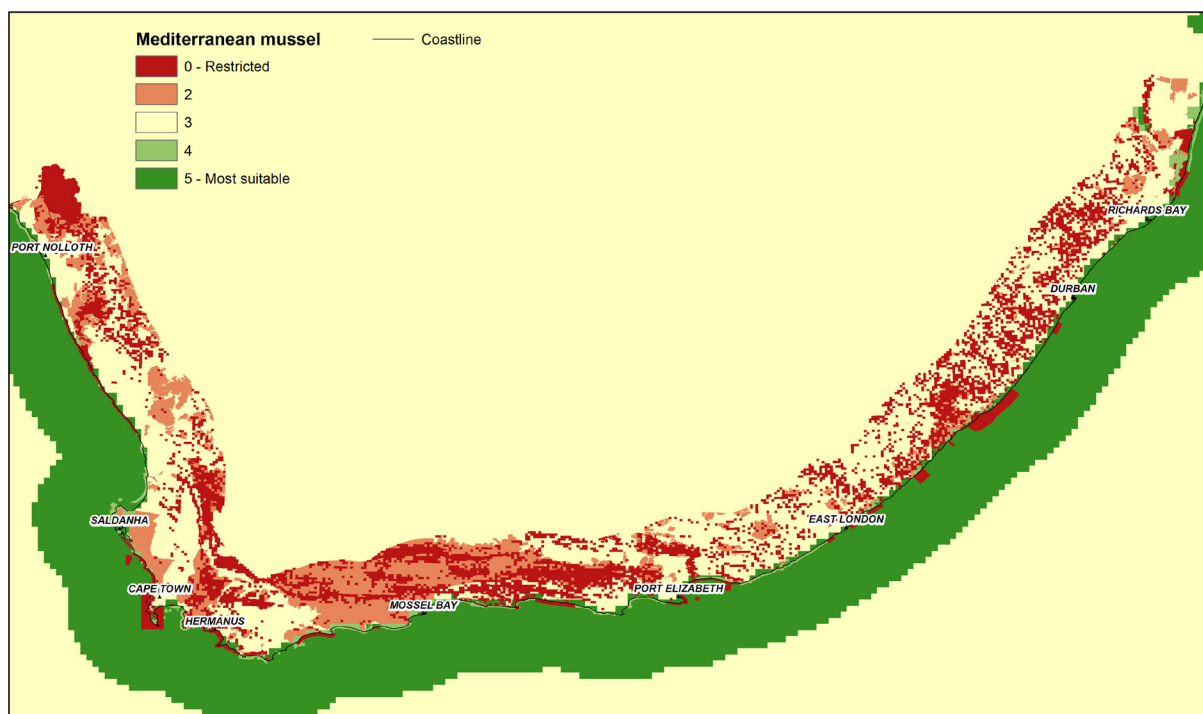 Mediterranean mussel
Coastline
0 - Restricted
2
3
4
5 - Most suitable
RICHARDS BAY
PORT NOLLOTH
DURBAN
SALDANHA
EAST LONDON
CAPE TOWN
PORT ELIZABETH
MOSSEL BAY
HERMANUS